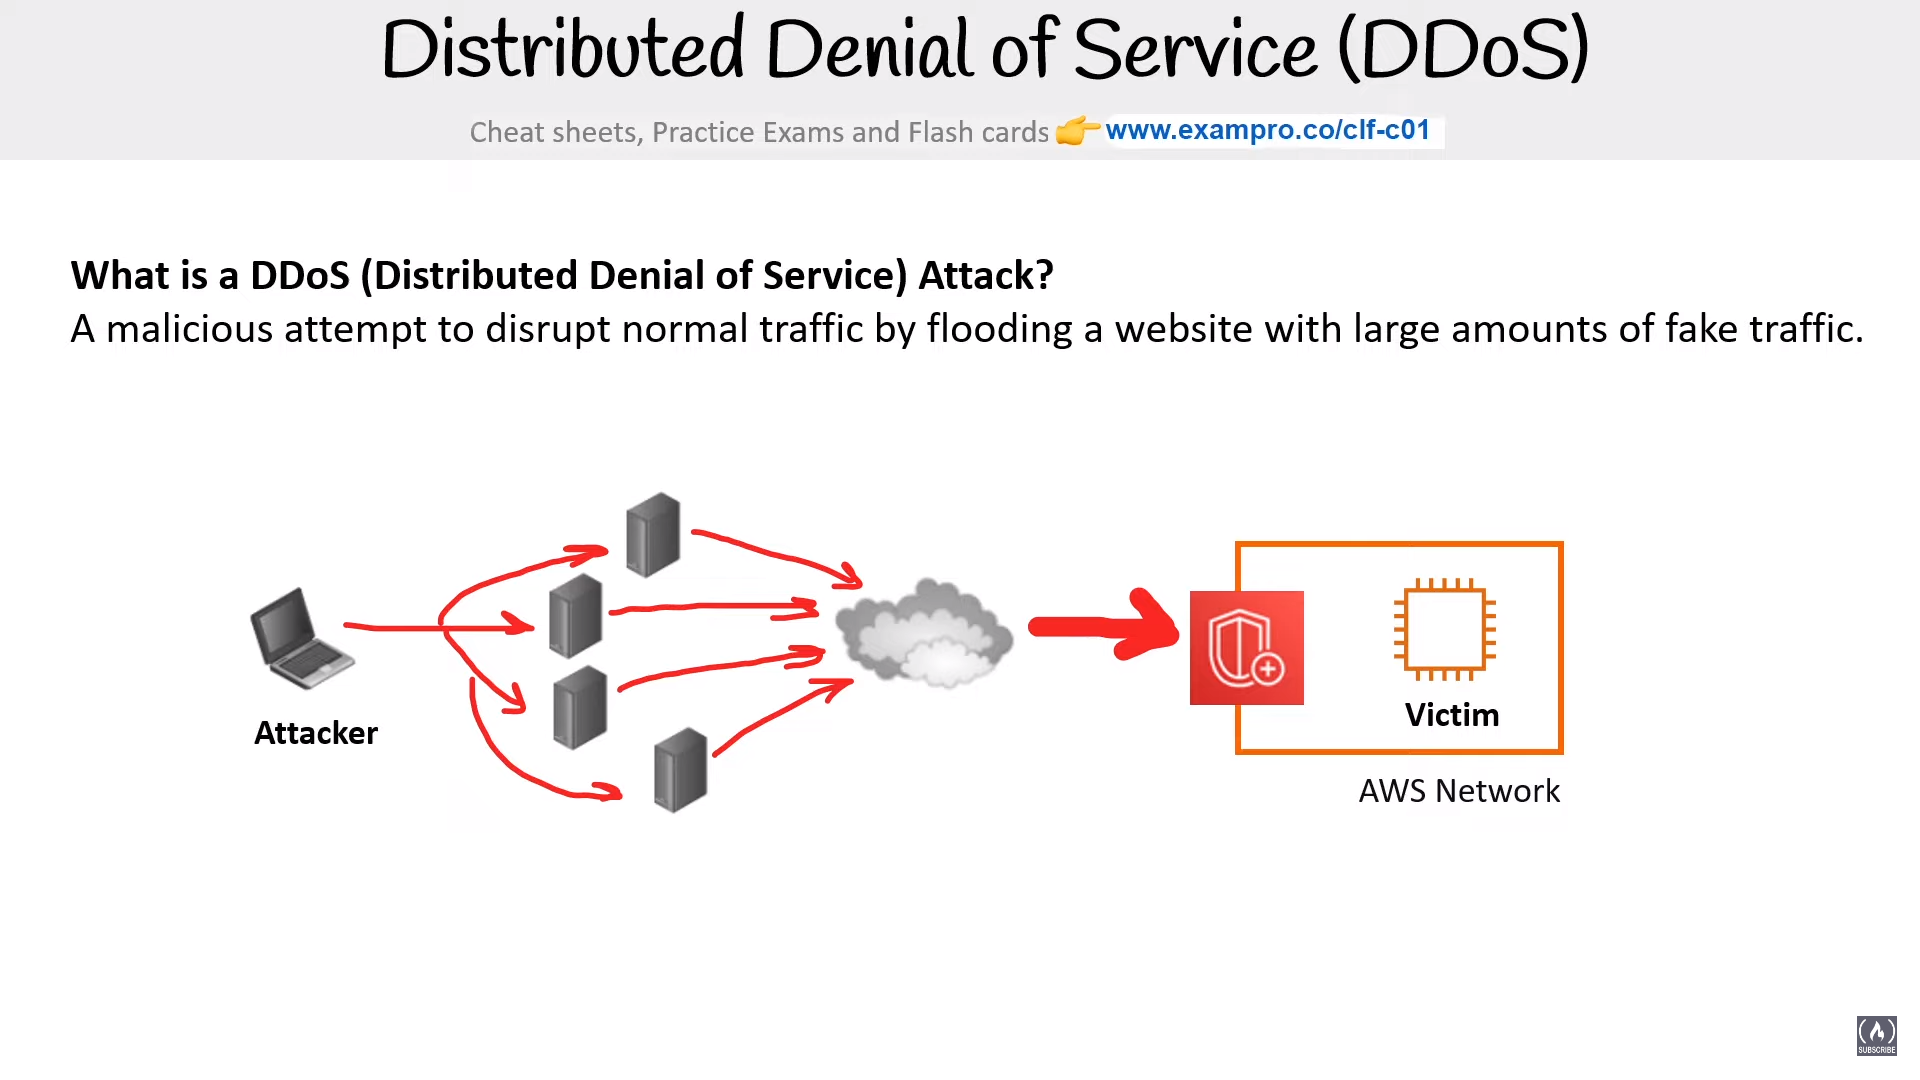 Distributed Denial of Service (DDoS)
Cheat sheets, Practice Exams and Flash cards 👉 www.exampro.co/clf-c01
What is a DDoS (Distributed Denial of Service) Attack?
A malicious attempt to disrupt normal traffic by flooding a website with large amounts of fake traffic.
Attacker
Victim
AWS Network
SUBSCRIBE